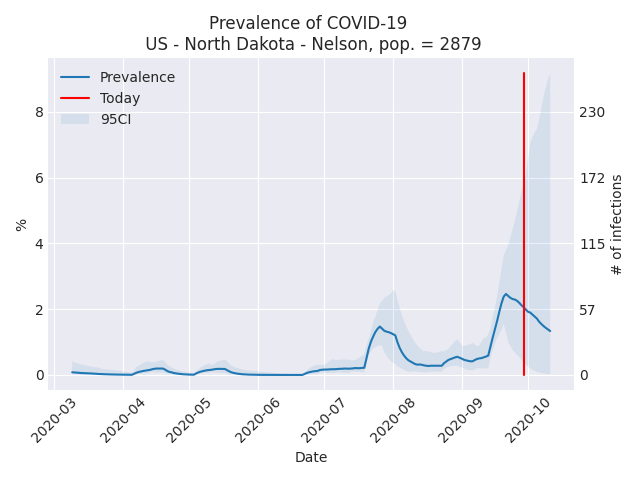 Prevalence of COVID-19
US - North Dakota - Nelson, pop. = 2879
Prevalence
Today
95CI
8
6
4
2
0
%
230
172
115
57
0
# of infections
2020-03
2020-04
2020-05
2020-06
2020-07
2020-08
2020-09
2020-10
Date